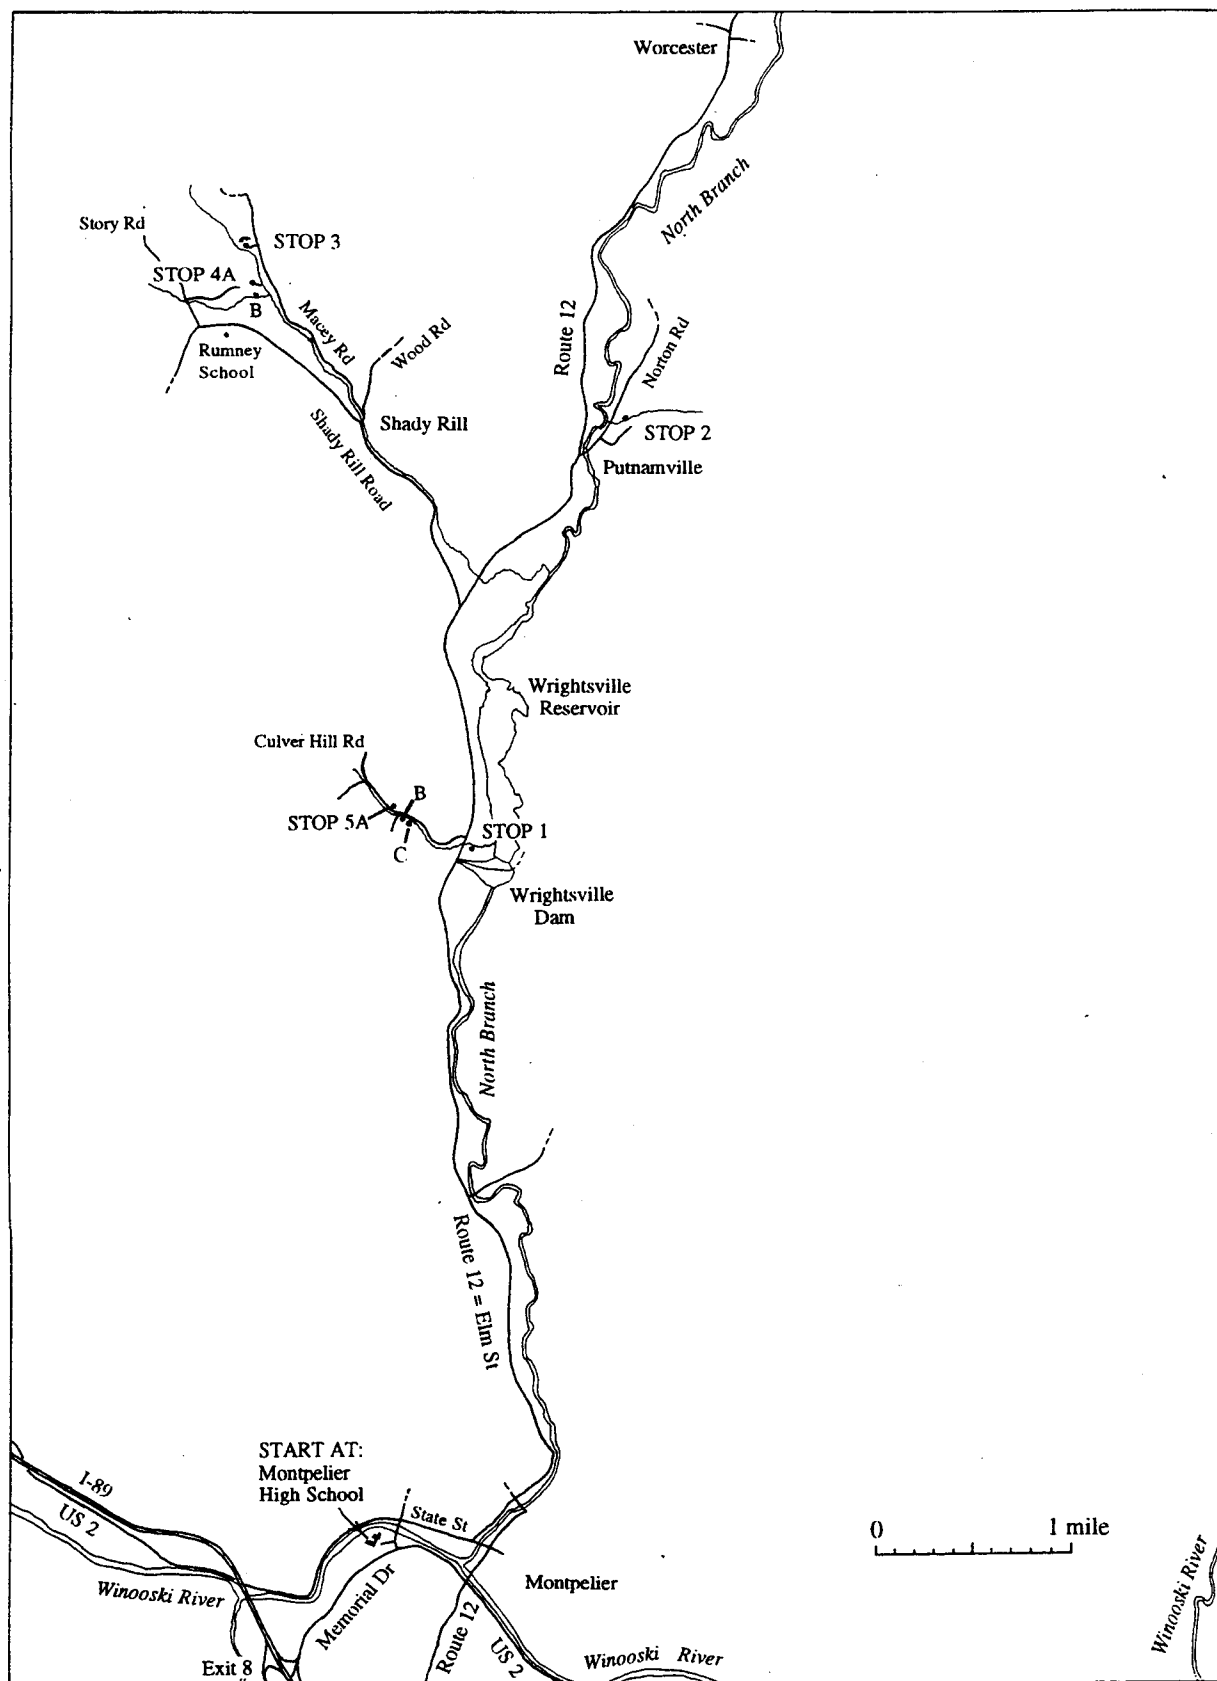 Worcester
North Branch
Story Rd
STOP 3
STOP 4A
B
Macey Rd
Wood Rd
Route 12
Norton Rd
Rumney
School
Shady Rill
STOP 2
Shady Rill Road
Putnamville
Wrightsville
Reservoir
Culver Hill Rd
B
STOP 5A
STOP 1
C
Wrightsville
Dam
North Branch
Route 12 = Elm St
START AT:
Montpelier
High School
I-89
US 2
State St
0 1 mile
Winooski River
Memorial Dr
Montpelier
Winooski River
Route 12
US 2
Exit 8
Winooski River